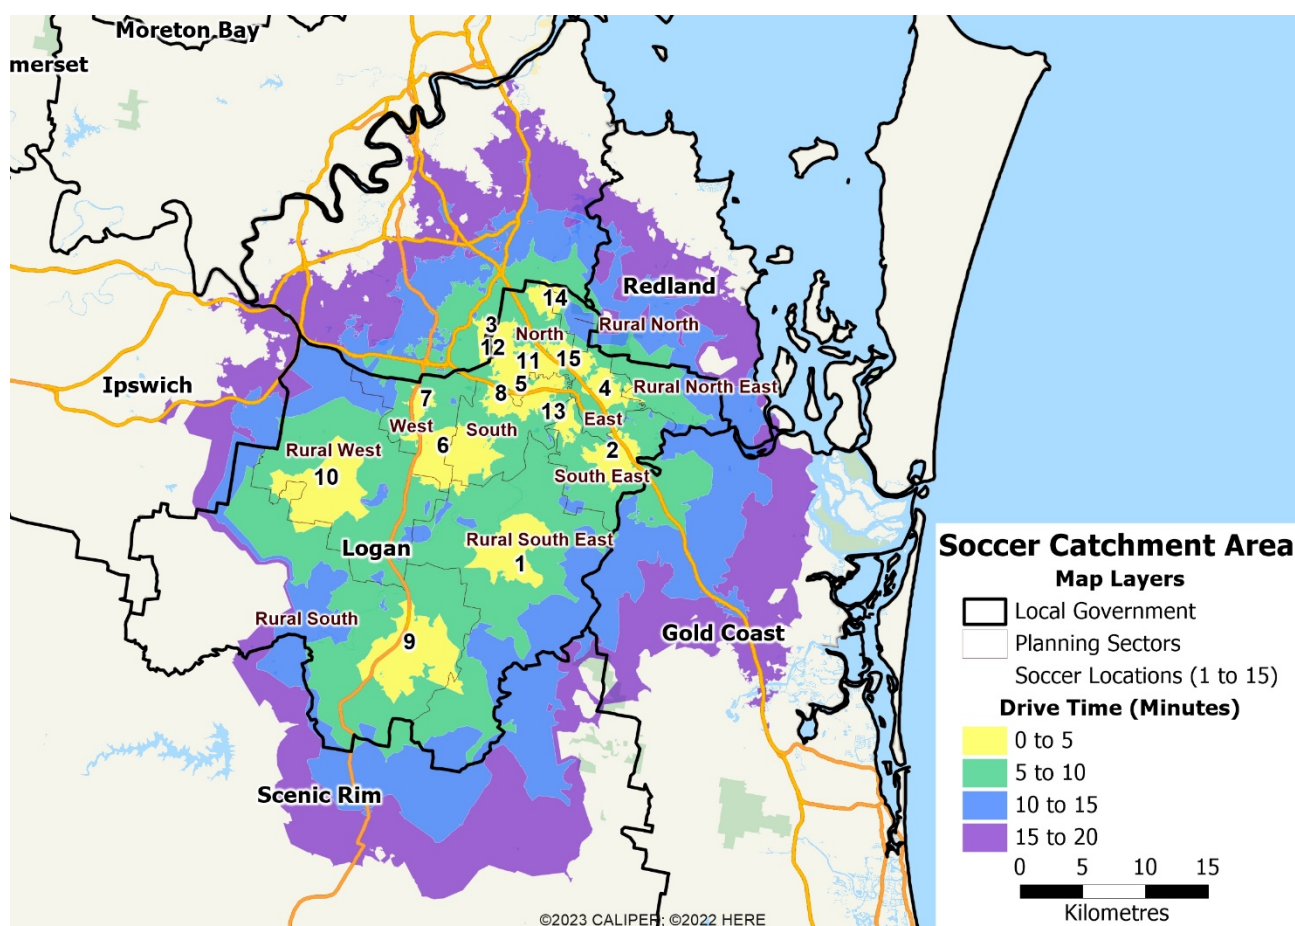 Moreton Bay
merset
Redland
14
Rural North
3
North
12
11
15
Ipswich
5
4
Rural North East
7
8
13
West
South
East
6
2
Rural West
10
South East
Logan
Rural South East
1
Rural South
9
Gold Coast
Scenic Rim
Soccer Catchment Area
Map Layers
Local Government
Planning Sectors
Soccer Locations (1 to 15)
Drive Time (Minutes)
0 to 5
5 to 10
10 to 15
15 to 20
0 5 10 15
Kilometres
©2023 CALIPER; ©2022 HERE